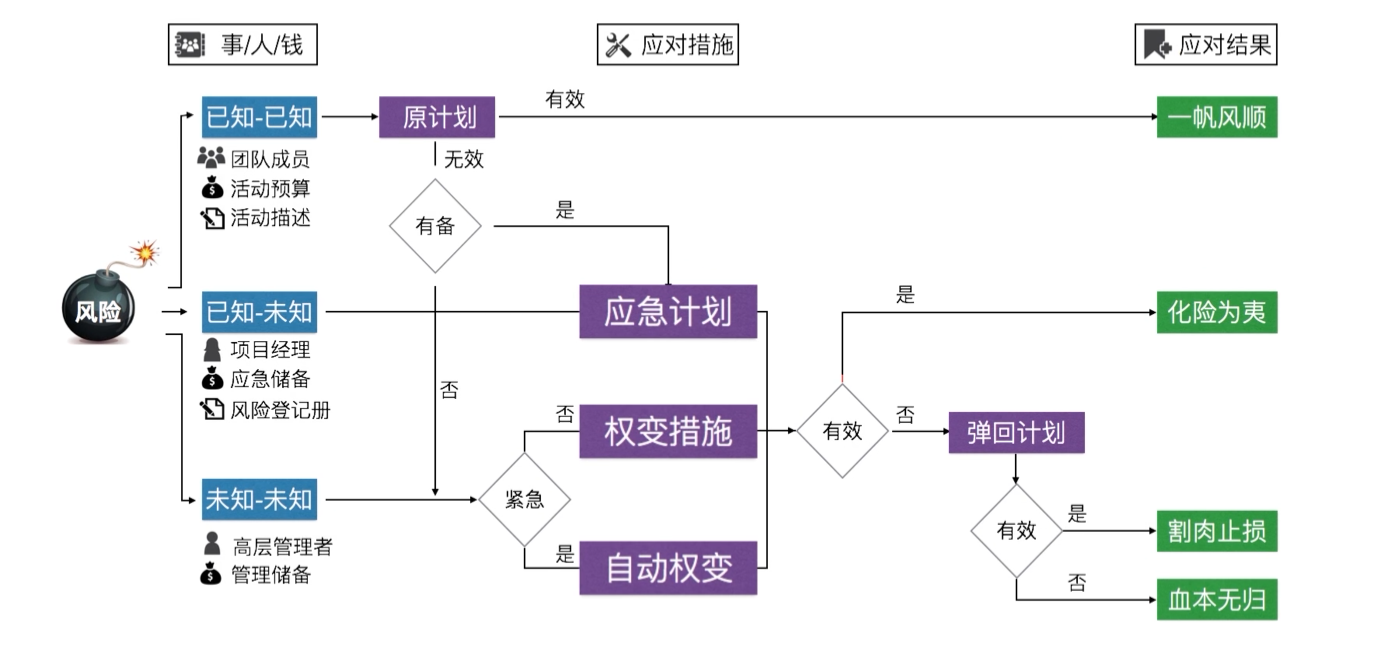 事/人/钱
应对措施
应对结果
已知-已知
原计划
有效
一帆风顺
团队成员
活动预算
活动描述
无效
有备
是
风险
已知-未知
应急计划
是
化险为夷
项目经理
应急储备
风险登记册
否
否
权变措施
有效
否
弹回计划
未知-未知
紧急
有效
是
割肉止损
高层管理者
管理储备
是
自动权变
否
血本无归